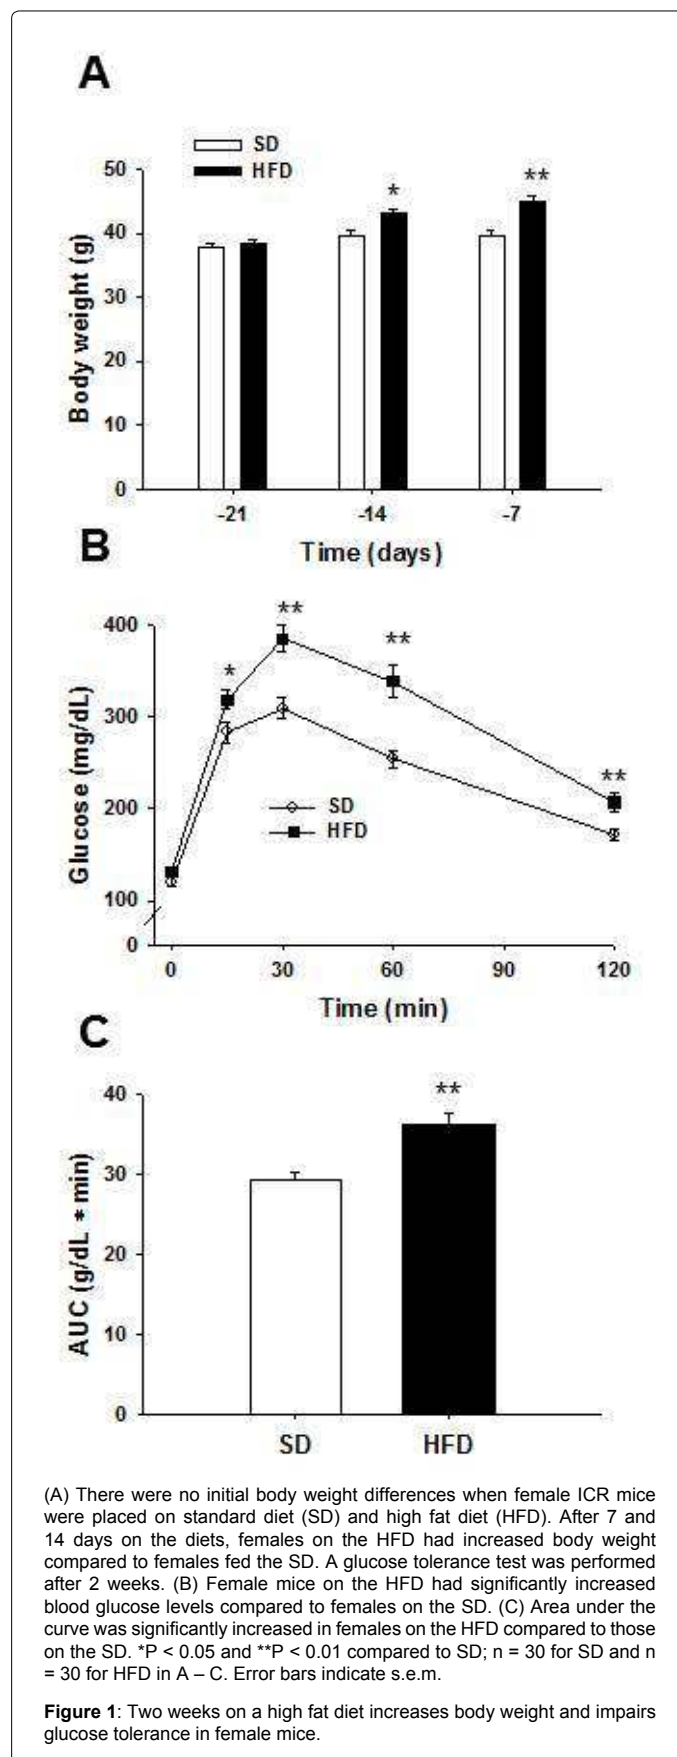 A
SD
HFD
50
40
30
20
10
0
Body weight (g)
*
**
-21 -14 -7
Time (days)
B
400
300
200
100
0
Glucose (mg/dL)
*
**
**
**
SD
HFD
0 30 60 90 120
Time (min)
C
40
30
20
10
0
AUC (g/dL * min)
**
SD HFD
(A) There were no initial body weight differences when female ICR mice
were placed on standard diet (SD) and high fat diet (HFD). After 7 and
14 days on the diets, females on the HFD had increased body weight
compared to females fed the SD. A glucose tolerance test was performed
after 2 weeks. (B) Female mice on the HFD had significantly increased
blood glucose levels compared to females on the SD. (C) Area under the
curve was significantly increased in females on the HFD compared to those
on the SD. *P < 0.05 and **P < 0.01 compared to SD; n = 30 for SD and n
= 30 for HFD in A – C. Error bars indicate s.e.m.
Figure 1: Two weeks on a high fat diet increases body weight and impairs
glucose tolerance in female mice.